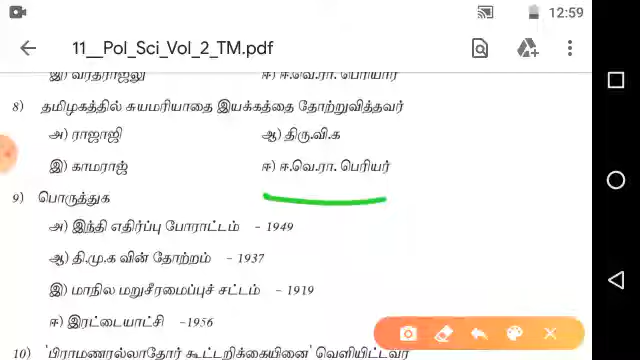 12:59
11__Pol_Sci_Vol_2_TM.pdf
இ) வரதராஜலு ஈ) ஈ.வெ.ரா. பெரியார்
8) தமிழகத்தில் சுயமரியாதை இயக்கத்தை தோற்றுவித்தவர்
அ) ராஜாஜி ஆ) திரு.வி.க
இ) காமராஜ் ஈ) ஈ.வெ.ரா. பெரியர்
9) பொருத்துக
அ) இந்தி எதிர்ப்பு போராட்டம் - 1949
ஆ) தி.மு.க வின் தோற்றம் - 1937
இ) மாநில மறுசீரமைப்புச் சட்டம் - 1919
ஈ) இரட்டையாட்சி -1956
10) 'பிராமணரல்லாதோர் கூட்டறிக்கையினை' வெளியிட்டவர்